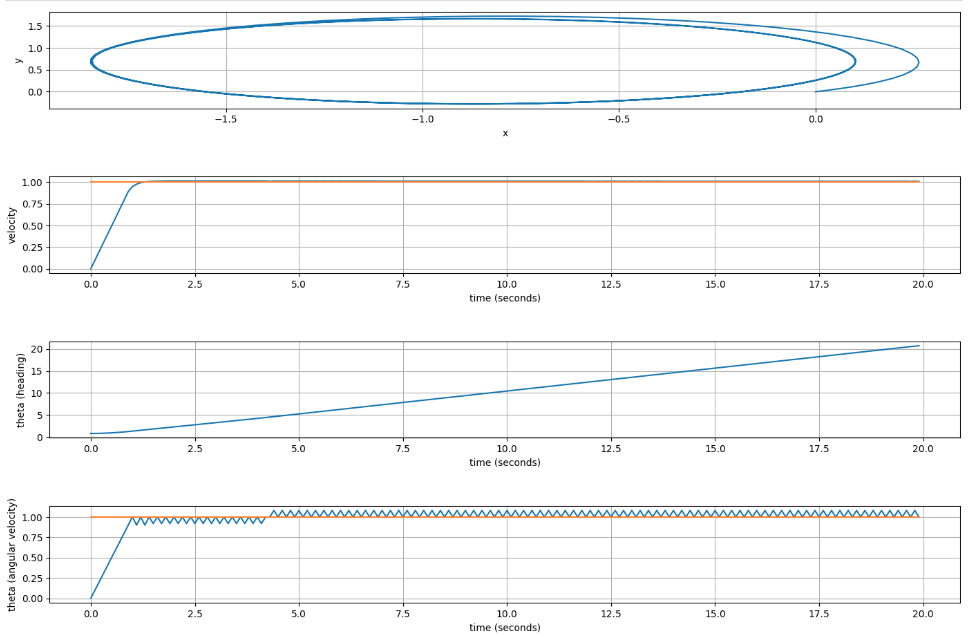 1.5
1.0
0.5
0.0
y
−1.5 −1.0 −0.5 0.0
x
1.00
0.75
0.50
0.25
0.00
velocity
0.0 2.5 5.0 7.5 10.0 12.5 15.0 17.5 20.0
time (seconds)
20
15
10
5
0
theta (heading)
0.0 2.5 5.0 7.5 10.0 12.5 15.0 17.5 20.0
time (seconds)
1.00
0.75
0.50
0.25
0.00
theta (angular velocity)
0.0 2.5 5.0 7.5 10.0 12.5 15.0 17.5 20.0
time (seconds)